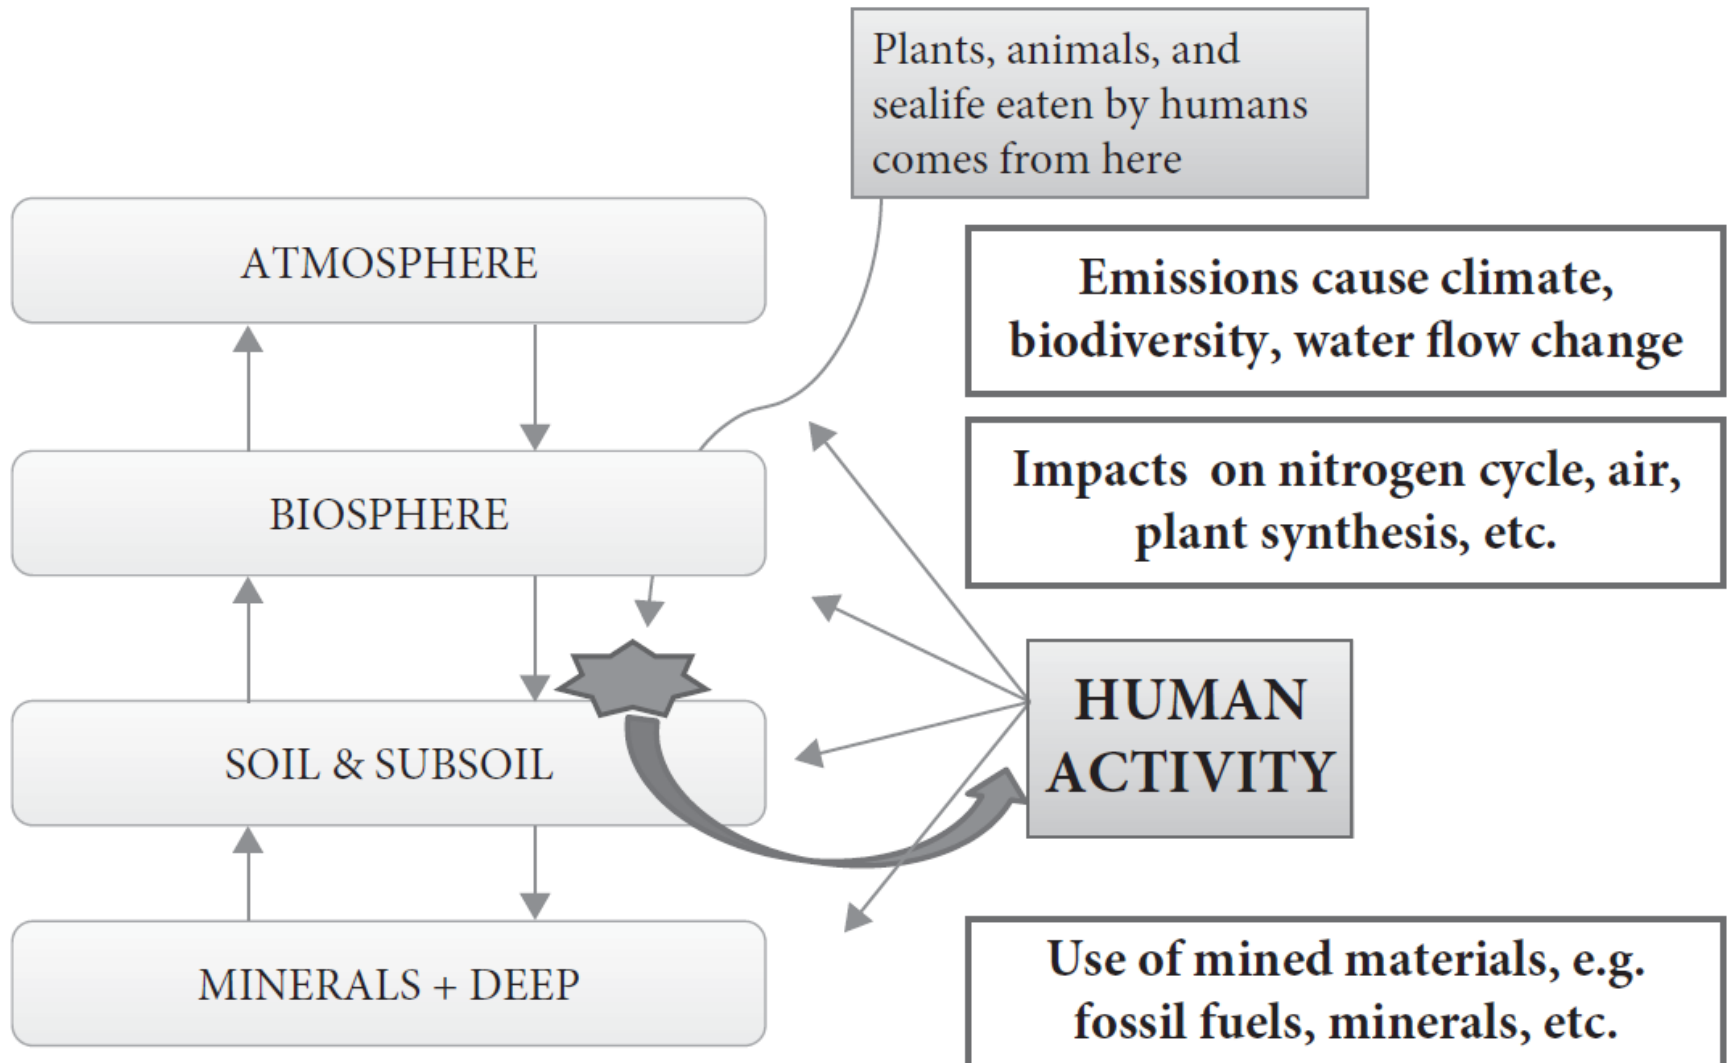 Plants, animals, and
sealife eaten by humans
comes from here
ATMOSPHERE
Emissions cause climate,
biodiversity, water flow change
Impacts on nitrogen cycle, air,
plant synthesis, etc.
BIOSPHERE
HUMAN
ACTIVITY
SOIL & SUBSOIL
MINERALS + DEEP
Use of mined materials, e.g.
fossil fuels, minerals, etc.